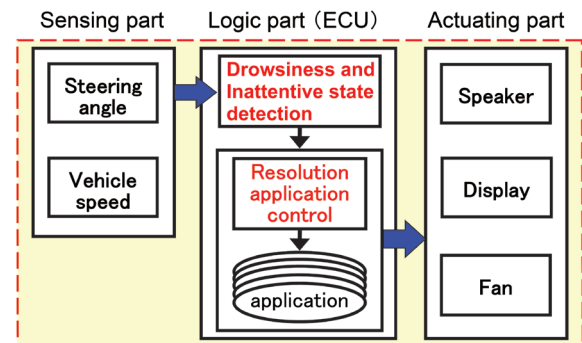 Sensing part
Logic part（ECU）
Actuating part
Steering
angle
Vehicle
speed
Drowsiness and
Inattentive state
detection
Resolution
application
control
application
Speaker
Display
Fan